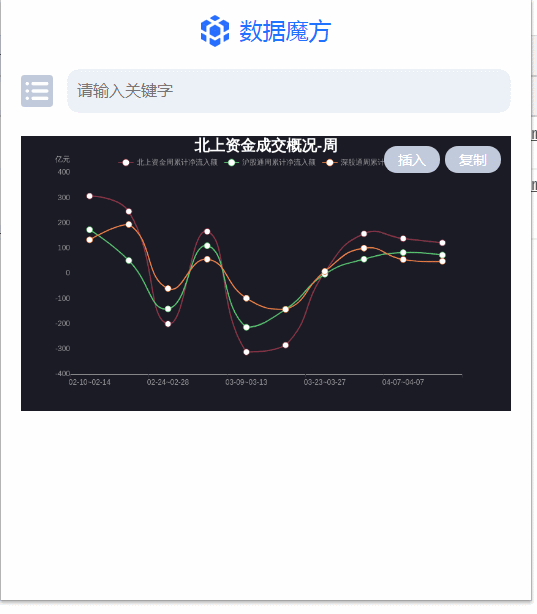 数据魔方
请输入关键字
北上资金成交概况-周
插入
复制
亿元
北上资金周累计净流入额
沪股通周累计净流入额
深股通周累计
400
300
200
100
0
-100
-200
-300
-400
02-10~02-14
02-24~02-28
03-09~03-13
03-23~03-27
04-07~04-07